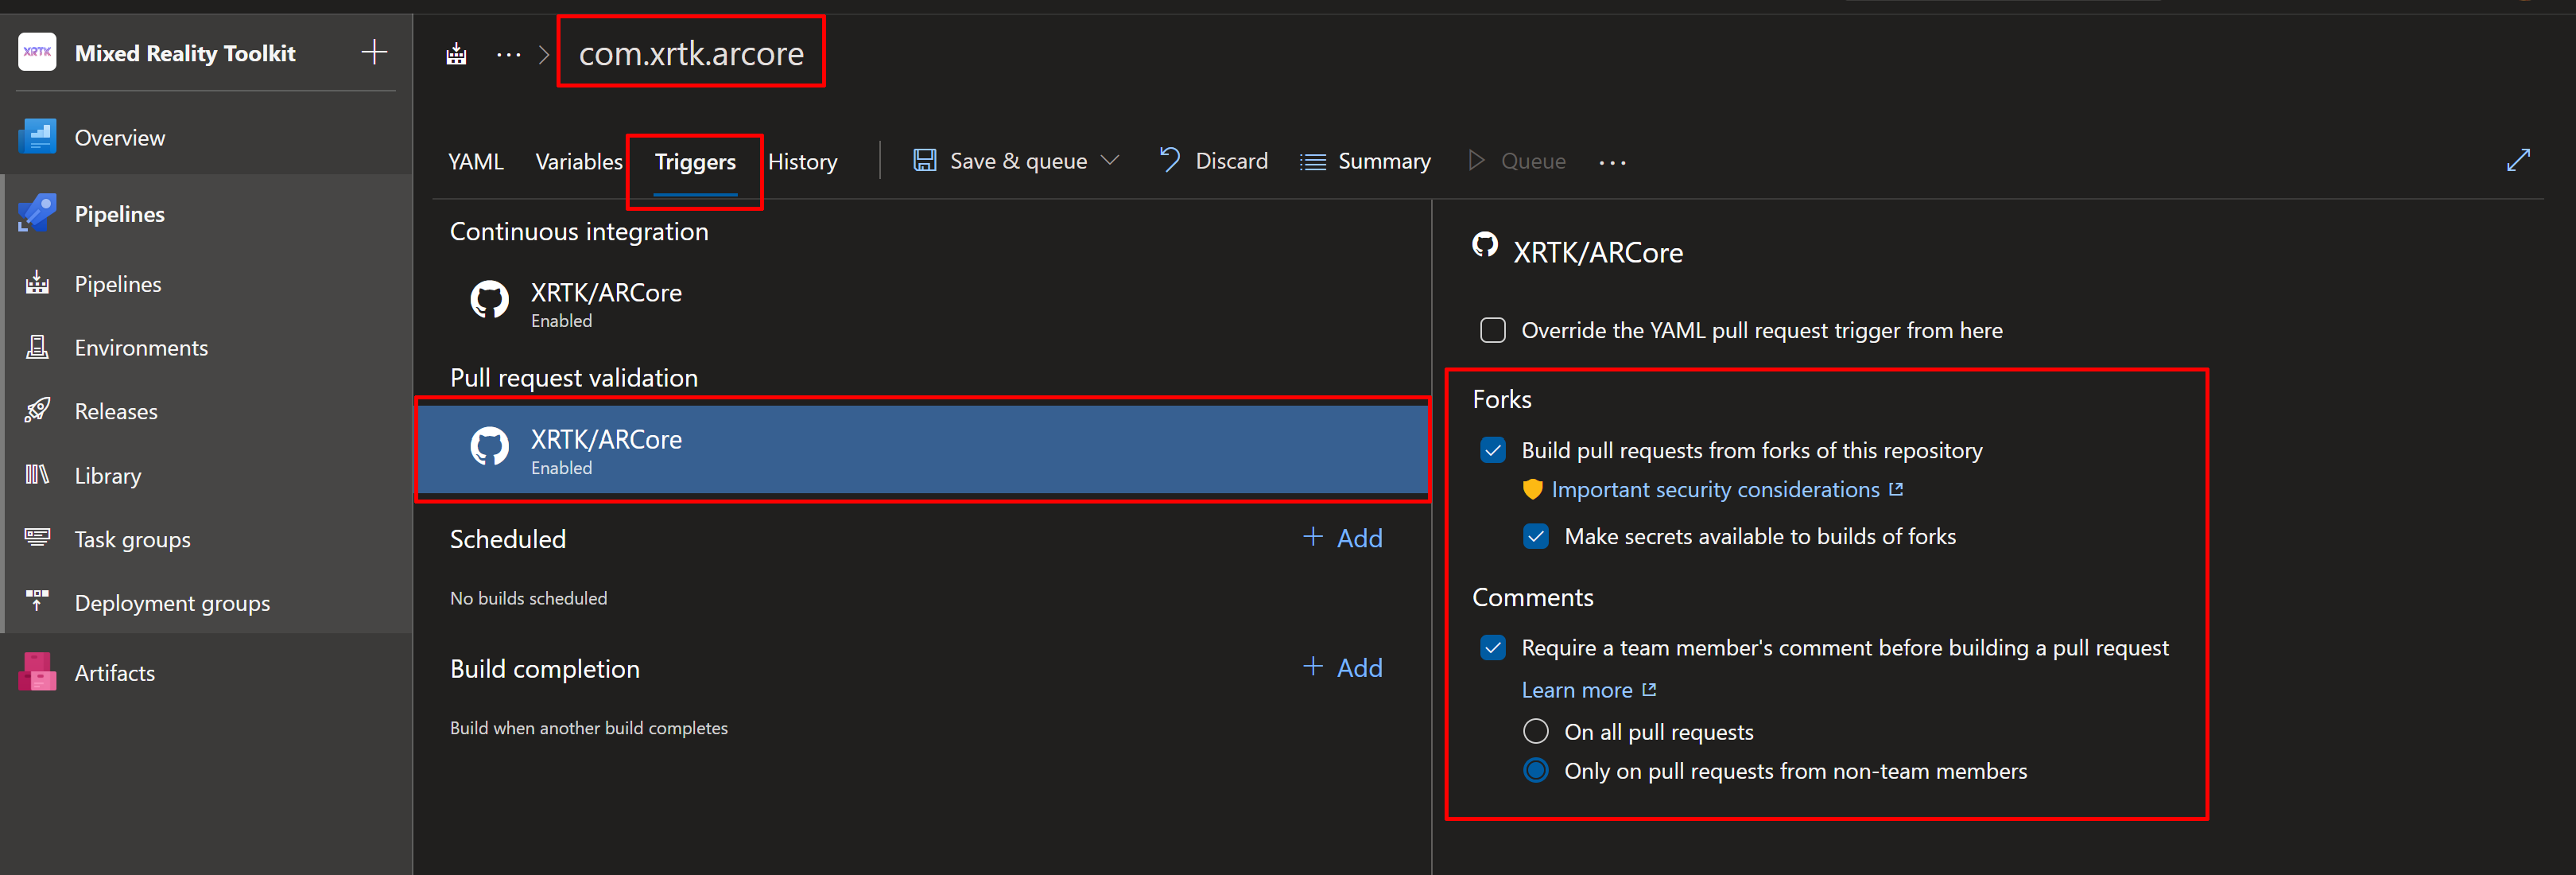 XRTK
Mixed Reality Toolkit
Overview
Pipelines
Pipelines
Environments
Releases
Library
Task groups
Deployment groups
Artifacts
com.xrtk.arcore
YAML Variables Triggers History Save & queue Discard Summary Queue
Continuous integration
XRTK/ARCore
Enabled
Pull request validation
XRTK/ARCore
Enabled
Scheduled + Add
No builds scheduled
Build completion + Add
Build when another build completes
XRTK/ARCore
Override the YAML pull request trigger from here
Forks
Build pull requests from forks of this repository
Important security considerations
Make secrets available to builds of forks
Comments
Require a team member's comment before building a pull request
Learn more
On all pull requests
Only on pull requests from non-team members